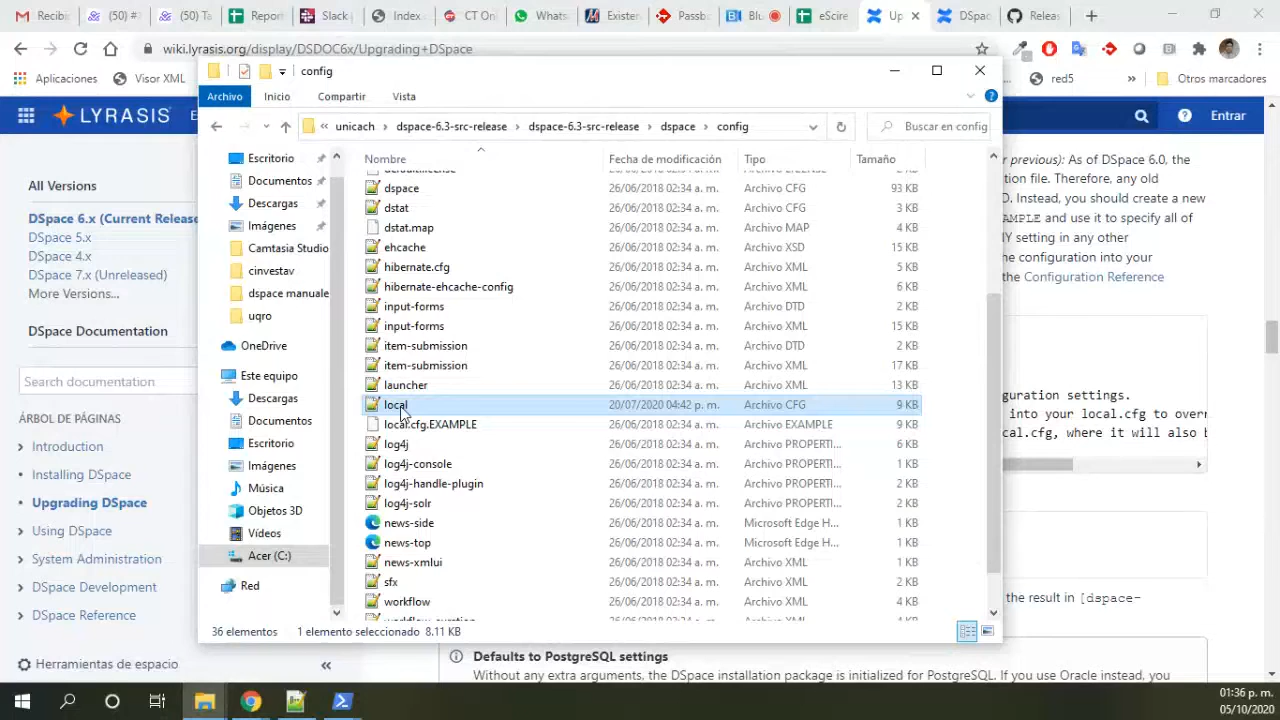 Recibi
(50) #
(50) Ta
Report
Slack
Index
CT On
Whats
Existen
Passb
Blu
eScire
Up
DSpac
Releas
wiki.lyrasis.org/display/DSDOC6x/Upgrading+DSpace
Aplicaciones
Visor XML
red5
»
Otros marcadores
config
Archivo
Inicio
Compartir
Vista
« unicach > dspace-6.3-src-release > dspace-6.3-src-release > dspace > config
Buscar en config
LYRASIS
Entrar
All Versions
DSpace 6.x (Current Release
DSpace 5.x
DSpace 4.x
DSpace 7.x (Unreleased)
More Versions...
DSpace Documentation
Search documentation
ÁRBOL DE PÁGINAS
Introduction
Installing DSpace
Upgrading DSpace
Using DSpace
System Administration
DSpace Development
DSpace Reference
Herramientas de espacio
«
Escritorio
Documentos
Descargas
Imágenes
Camtasia Studio
cinvestav
dspace manuale
uqro
OneDrive
Este equipo
Descargas
Documentos
Escritorio
Imágenes
Música
Objetos 3D
Vídeos
Acer (C:)
Red
Nombre Fecha de modificación Tipo Tamaño
dspace 26/06/2018 02:34 a. m. Archivo CFG 93 KB
dstat 26/06/2018 02:34 a. m. Archivo CFG 3 KB
dstat.map 26/06/2018 02:34 a. m. Archivo MAP 4 KB
ehcache 26/06/2018 02:34 a. m. Archivo XSD 15 KB
hibernate.cfg 26/06/2018 02:34 a. m. Archivo XML 5 KB
hibernate-ehcache-config 26/06/2018 02:34 a. m. Archivo XML 6 KB
input-forms 26/06/2018 02:34 a. m. Archivo DTD 2 KB
input-forms 26/06/2018 02:34 a. m. Archivo XML 15 KB
item-submission 26/06/2018 02:34 a. m. Archivo DTD 2 KB
item-submission 26/06/2018 02:34 a. m. Archivo XML 17 KB
launcher 26/06/2018 02:34 a. m. Archivo XML 13 KB
local 20/07/2020 04:42 p. m. Archivo CFG 9 KB
local.cfg.EXAMPLE 26/06/2018 02:34 a. m. Archivo EXAMPLE 9 KB
log4j 26/06/2018 02:34 a. m. Archivo PROPERTI... 6 KB
log4j-console 26/06/2018 02:34 a. m. Archivo PROPERTI... 1 KB
log4j-handle-plugin 26/06/2018 02:34 a. m. Archivo PROPERTI... 2 KB
log4j-solr 26/06/2018 02:34 a. m. Archivo PROPERTI... 2 KB
news-side 26/06/2018 02:34 a. m. Microsoft Edge H... 1 KB
news-top 26/06/2018 02:34 a. m. Microsoft Edge H... 1 KB
news-xmlui 26/06/2018 02:34 a. m. Archivo XML 1 KB
sfx 26/06/2018 02:34 a. m. Archivo XML 2 KB
workflow 26/06/2018 02:34 a. m. Archivo XML 4 KB
36 elementos 1 elemento seleccionado 8.11 KB
r previous): As of DSpace 6.0, the
tion file. Therefore, any old
D. Instead, you should create a new
AMPLE and use it to specify all of
Y setting in any other
he configuration into your
the Configuration Reference
guration settings.
into your local.cfg to overr
cal.cfg, where it will also b
the result in [dspace-
Defaults to PostgreSQL settings
Without any extra arguments, the DSpace installation package is initialized for PostgreSQL. If you use Oracle instead, you
01:36 p. m.
05/10/2020